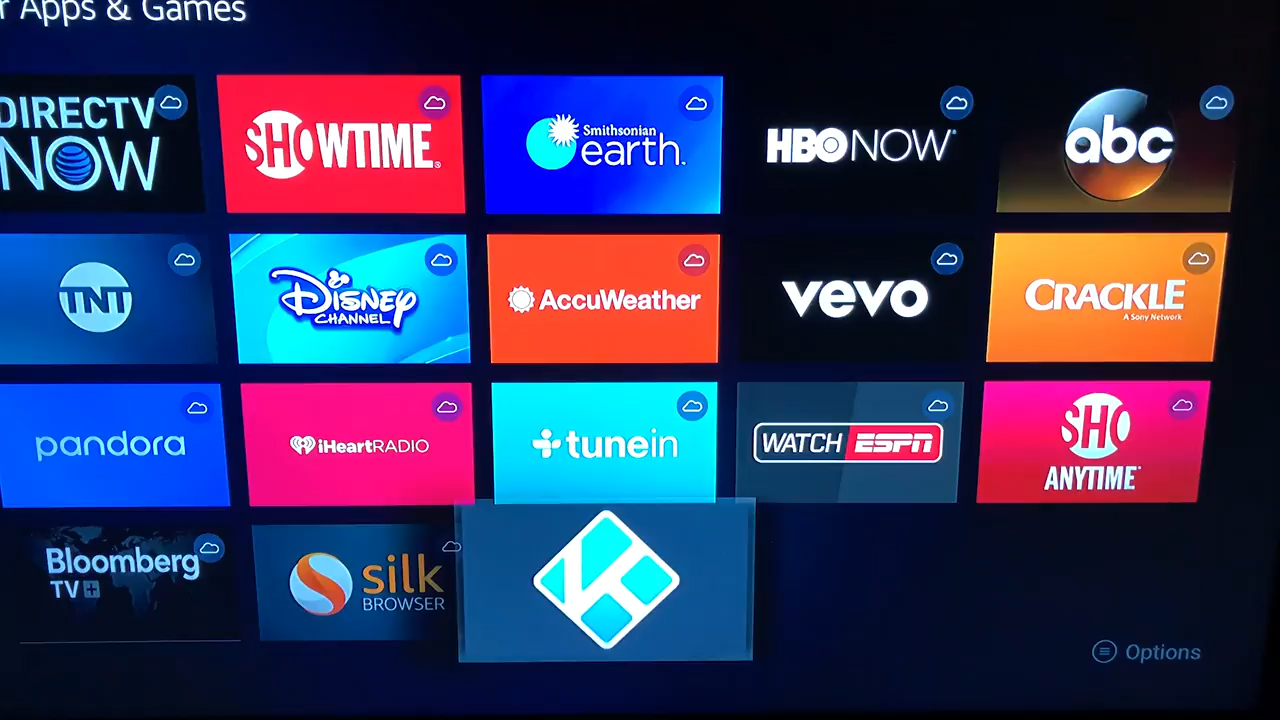 r Apps & Games
DIRECTV
NOW
SHOWTIME®
Smithsonian
earth.
HBO NOW®
abc
TNT
Disney
CHANNEL
AccuWeather
vevo
CRACKLE
A Sony Network
pandora
iHeartRADIO
tunein
WATCH ESPN
SHO
ANYTIME®
Bloomberg
TV+
silk
BROWSER
Options